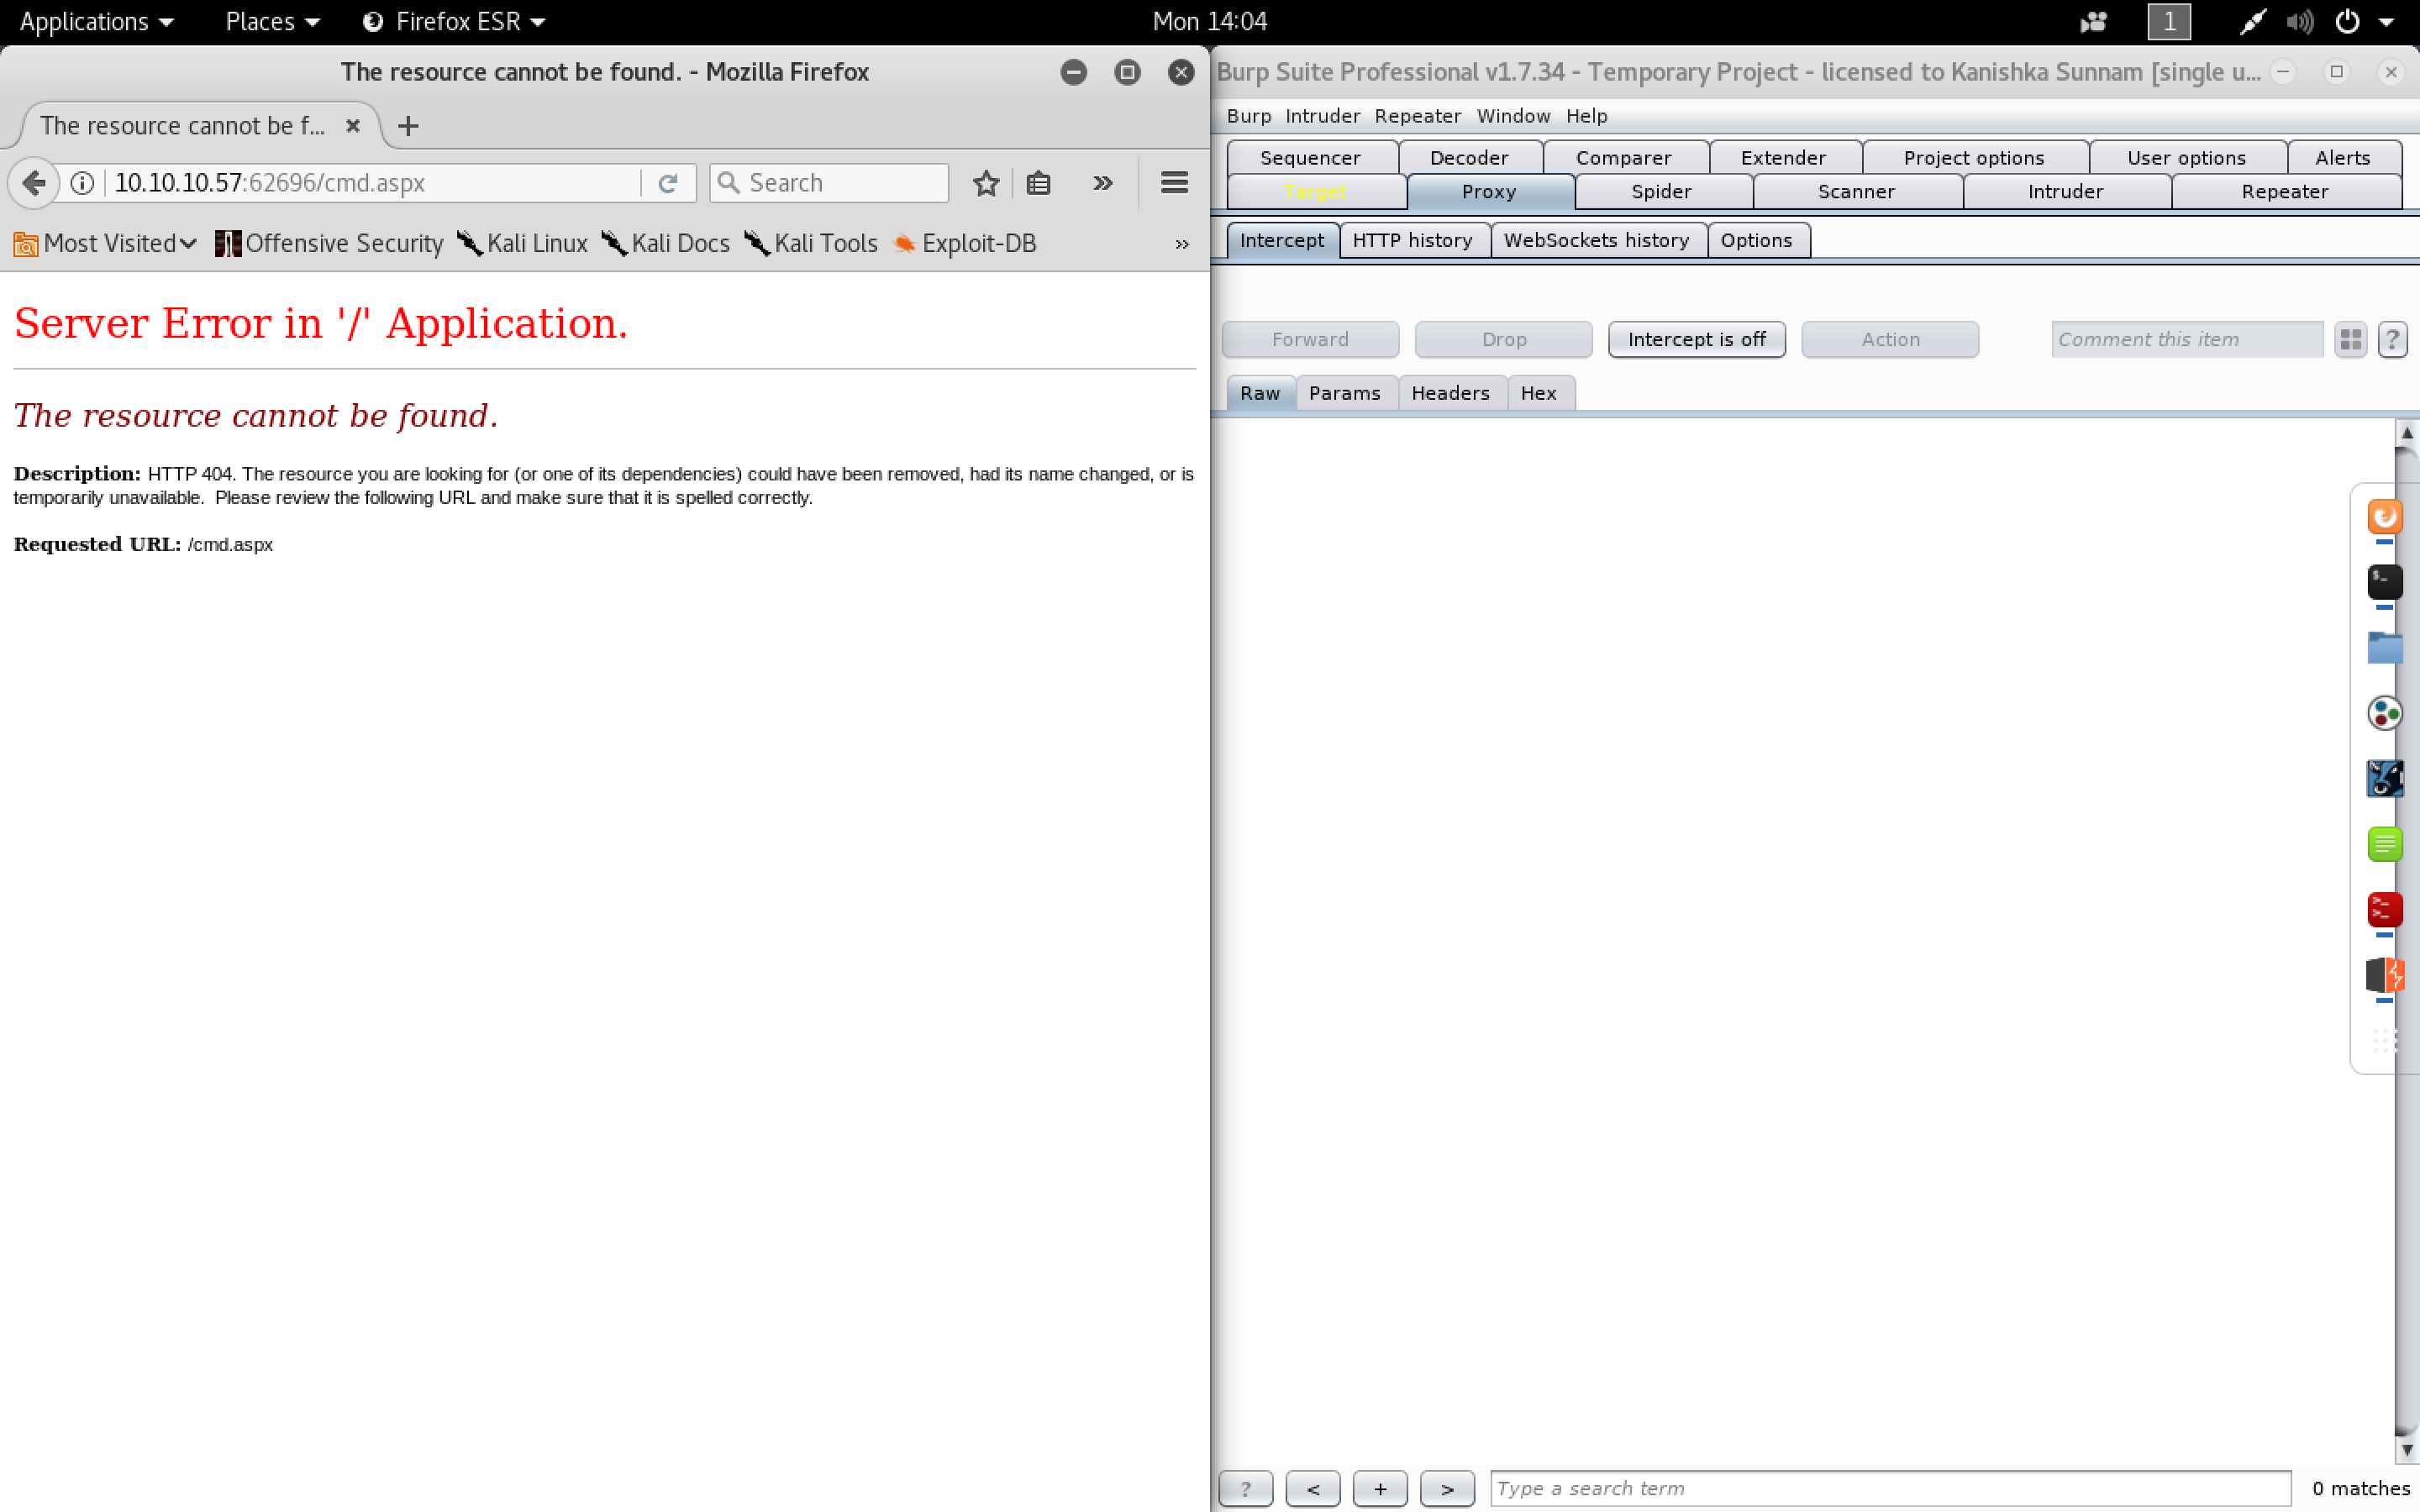 Applications Places Firefox ESR Mon 14:04 1
The resource cannot be found. - Mozilla Firefox
The resource cannot be f...
10.10.10.57:62696/cmd.aspx Search
Most Visited Offensive Security Kali Linux Kali Docs Kali Tools Exploit-DB
Server Error in '/' Application.
The resource cannot be found.
Description: HTTP 404. The resource you are looking for (or one of its dependencies) could have been removed, had its name changed, or is
temporarily unavailable.  Please review the following URL and make sure that it is spelled correctly.
Requested URL: /cmd.aspx
Burp Suite Professional v1.7.34 - Temporary Project - licensed to Kanishka Sunnam [single u...
Burp Intruder Repeater Window Help
Sequencer Decoder Comparer Extender Project options User options Alerts
Target Proxy Spider Scanner Intruder Repeater
Intercept HTTP history WebSockets history Options
Forward Drop Intercept is off Action Comment this item ?
Raw Params Headers Hex
? < + > Type a search term 0 matches